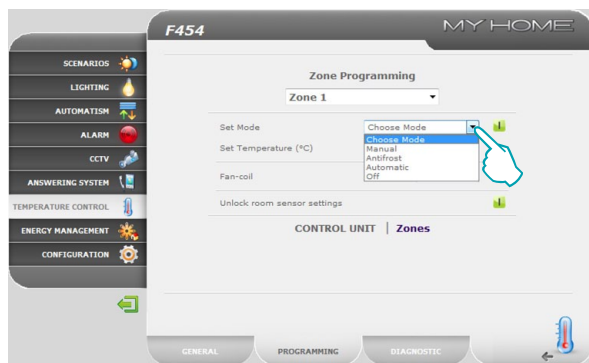 F454
MY HOME
SCENARIOS
LIGHTING
AUTOMATISM
ALARM
CCTV
ANSWERING SYSTEM
TEMPERATURE CONTROL
ENERGY MANAGEMENT
CONFIGURATION
Zone Programming
Zone 1
Set Mode
Choose Mode
Choose Mode
Manual
Antifrost
Automatic
Off
Set Temperature (°C)
Fan-coil
Unlock room sensor settings
CONTROL UNIT | Zones
GENERAL PROGRAMMING DIAGNOSTIC